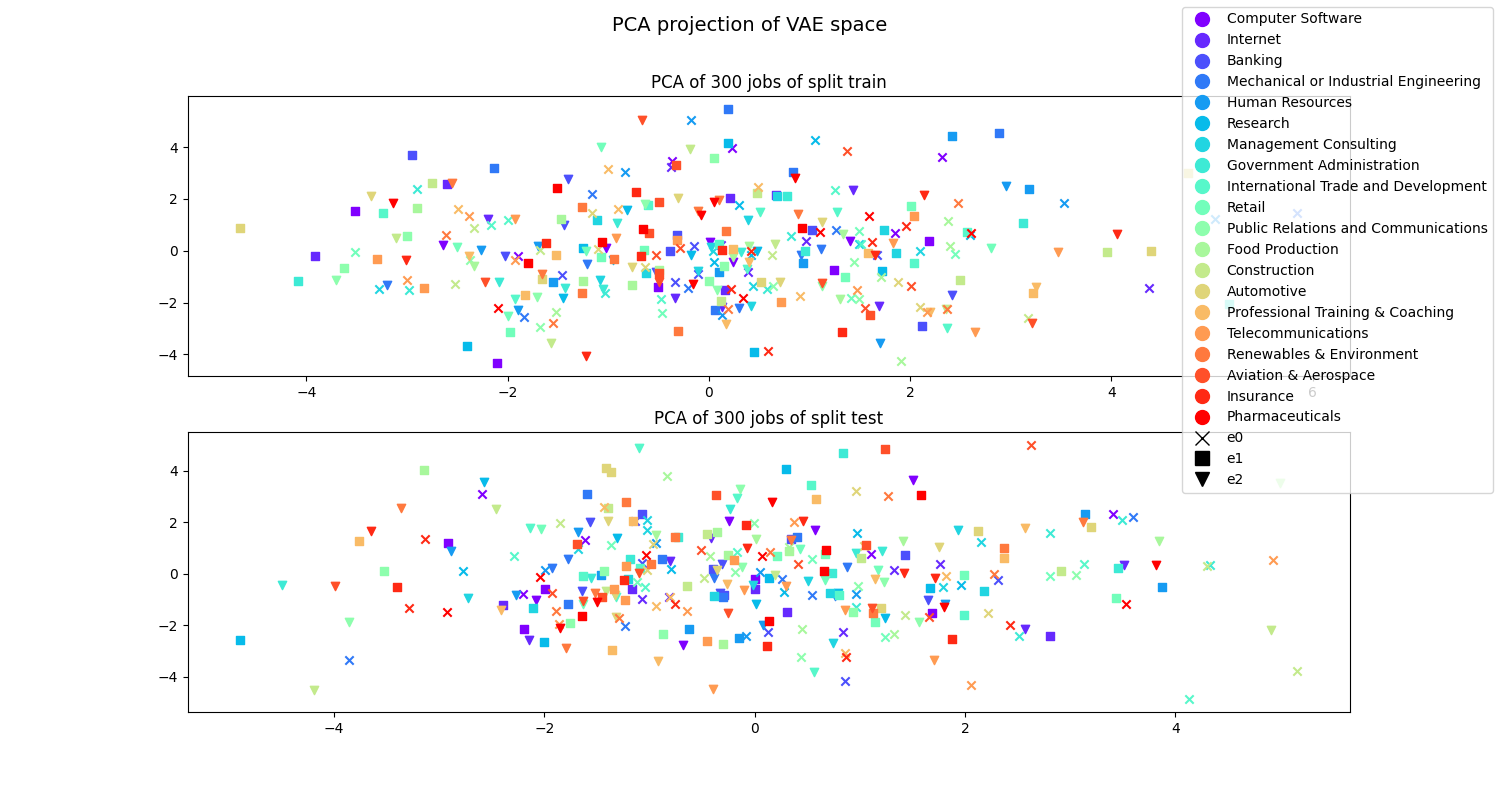 PCA projection of VAE space
PCA of 300 jobs of split train
4
2
0
−2
−4
−4
−2
0
2
4
6
PCA of 300 jobs of split test
4
2
0
−2
−4
−4
−2
0
2
4
Computer Software
Internet
Banking
Mechanical or Industrial Engineering
Human Resources
Research
Management Consulting
Government Administration
International Trade and Development
Retail
Public Relations and Communications
Food Production
Construction
Automotive
Professional Training & Coaching
Telecommunications
Renewables & Environment
Aviation & Aerospace
Insurance
Pharmaceuticals
e0
e1
e2